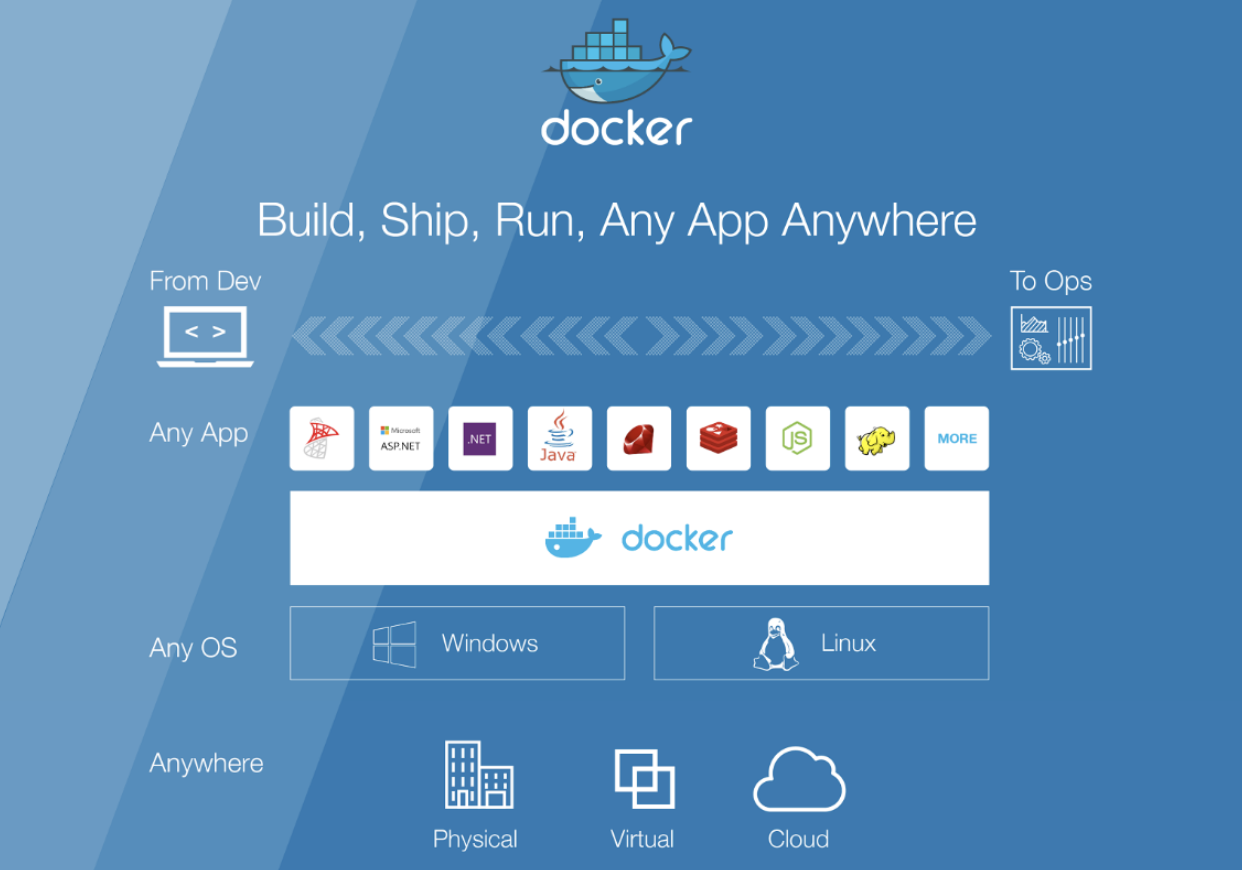 docker
Build, Ship, Run, Any App Anywhere
From Dev
To Ops
< >
Any App
Microsoft
ASP.NET
.NET
Java
JS
MORE
docker
Any OS
Windows
Linux
Anywhere
Physical
Virtual
Cloud